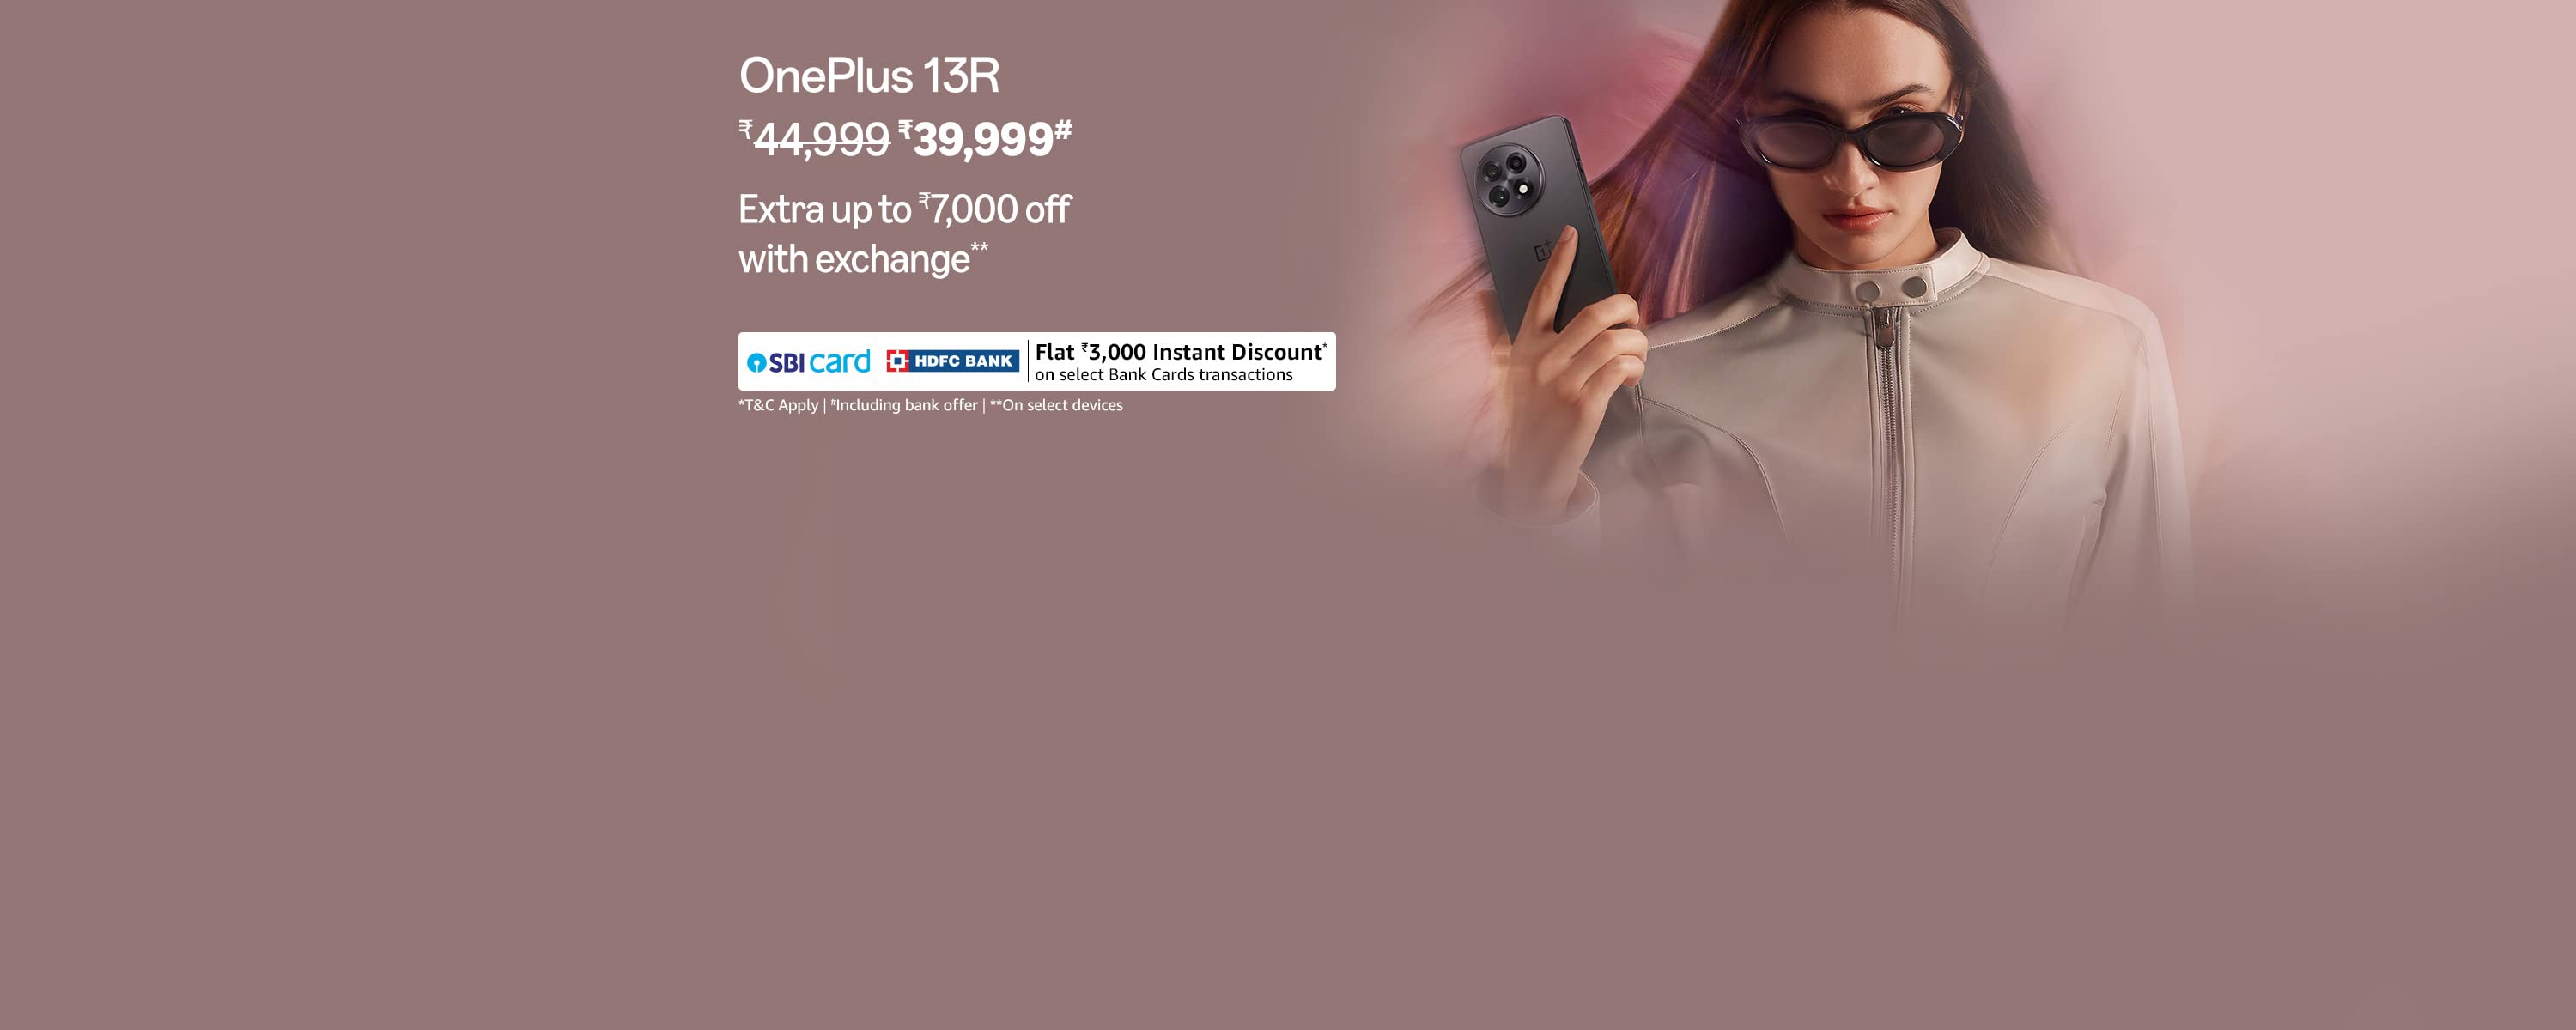 OnePlus 13R
₹44,999 ₹39,999#
Extra up to ₹7,000 off
with exchange**
SBI card | HDFC BANK | Flat ₹3,000 Instant Discount*
on select Bank Cards transactions
*T&C Apply | #Including bank offer | **On select devices